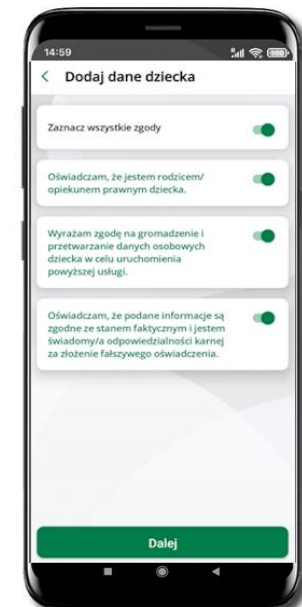 14:59
Dodaj dane dziecka
Zaznacz wszystkie zgody
Oświadczam, że jestem rodzicem/
opiekunem prawnym dziecka.
Wyrażam zgodę na gromadzenie i
przetwarzanie danych osobowych
dziecka w celu uruchomienia
powyższej usługi.
Oświadczam, że podane informacje są
zgodne ze stanem faktycznym i jestem
świadomy/a odpowiedzialności karnej
za złożenie fałszywego oświadczenia.
Dalej